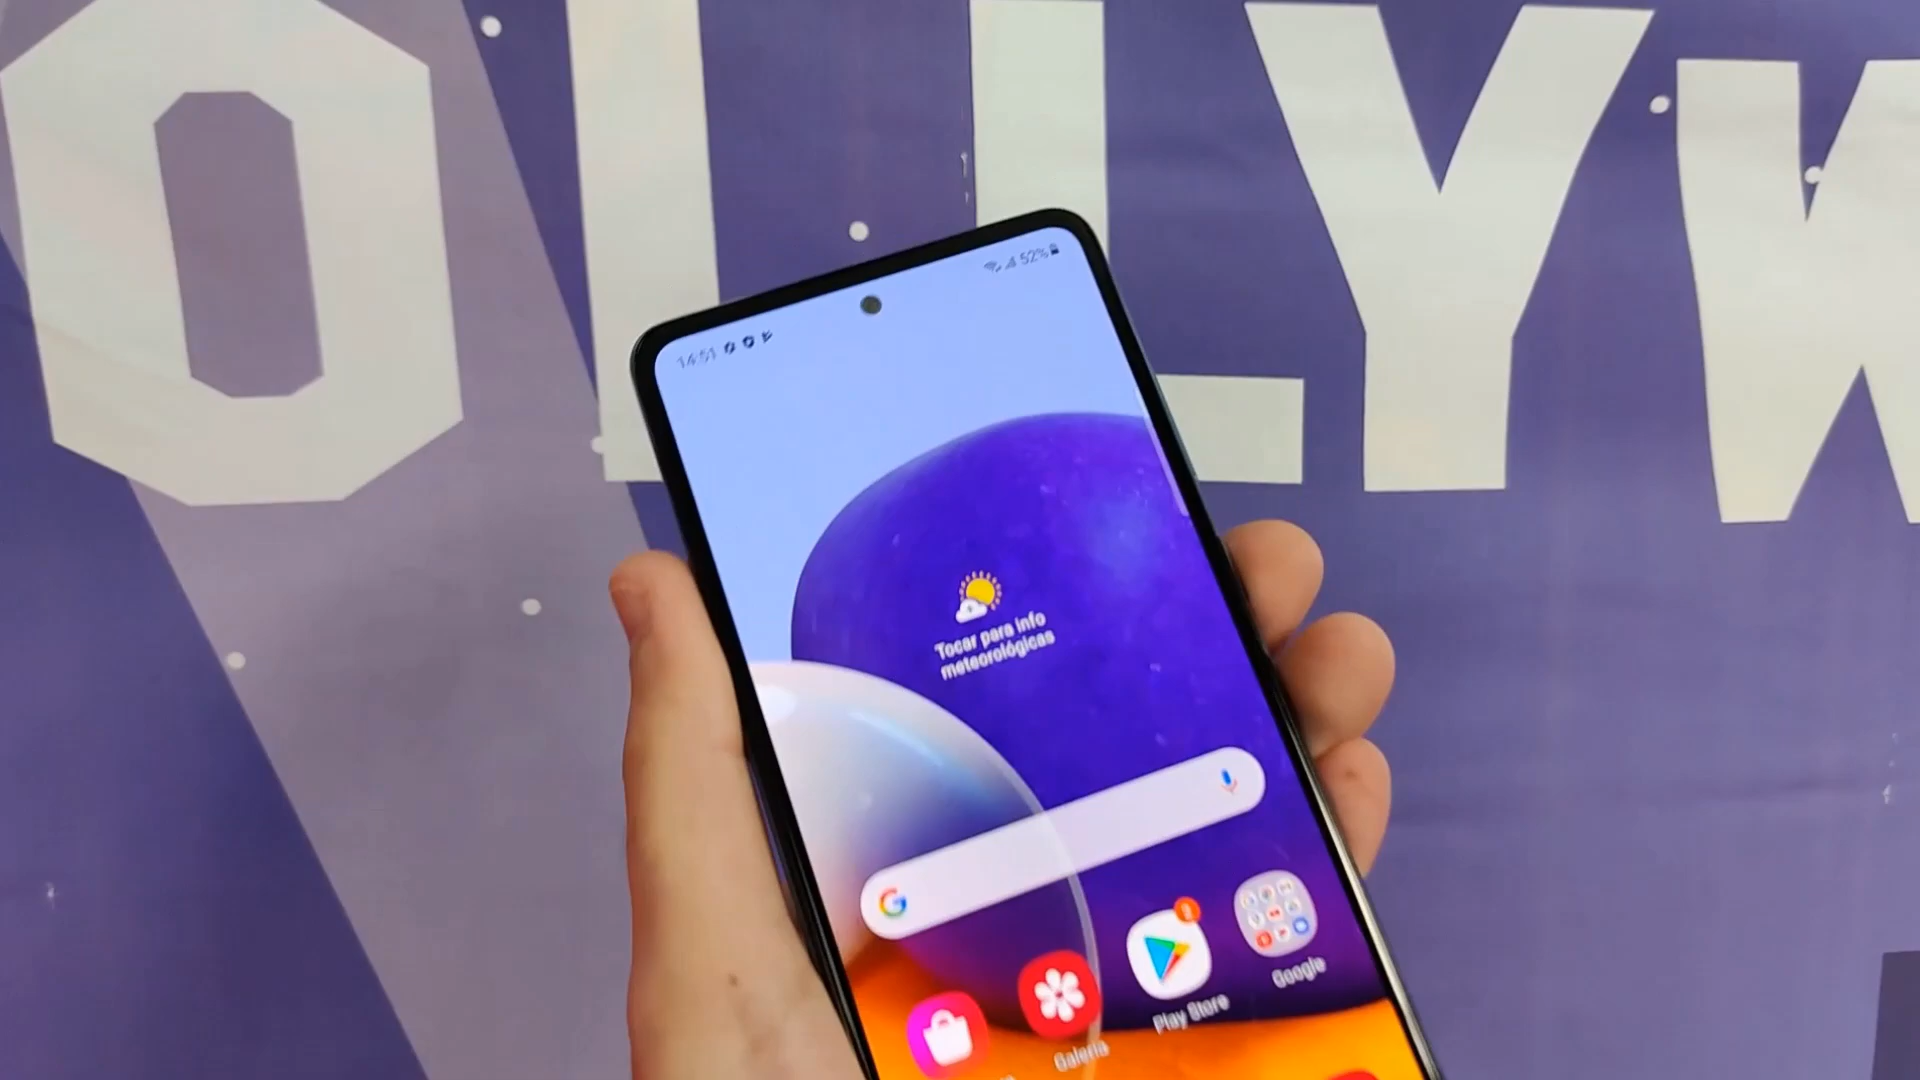 OLLYW
14:51
52%
Tocar para info
meteorológicas
G
Galería
Play Store
Google